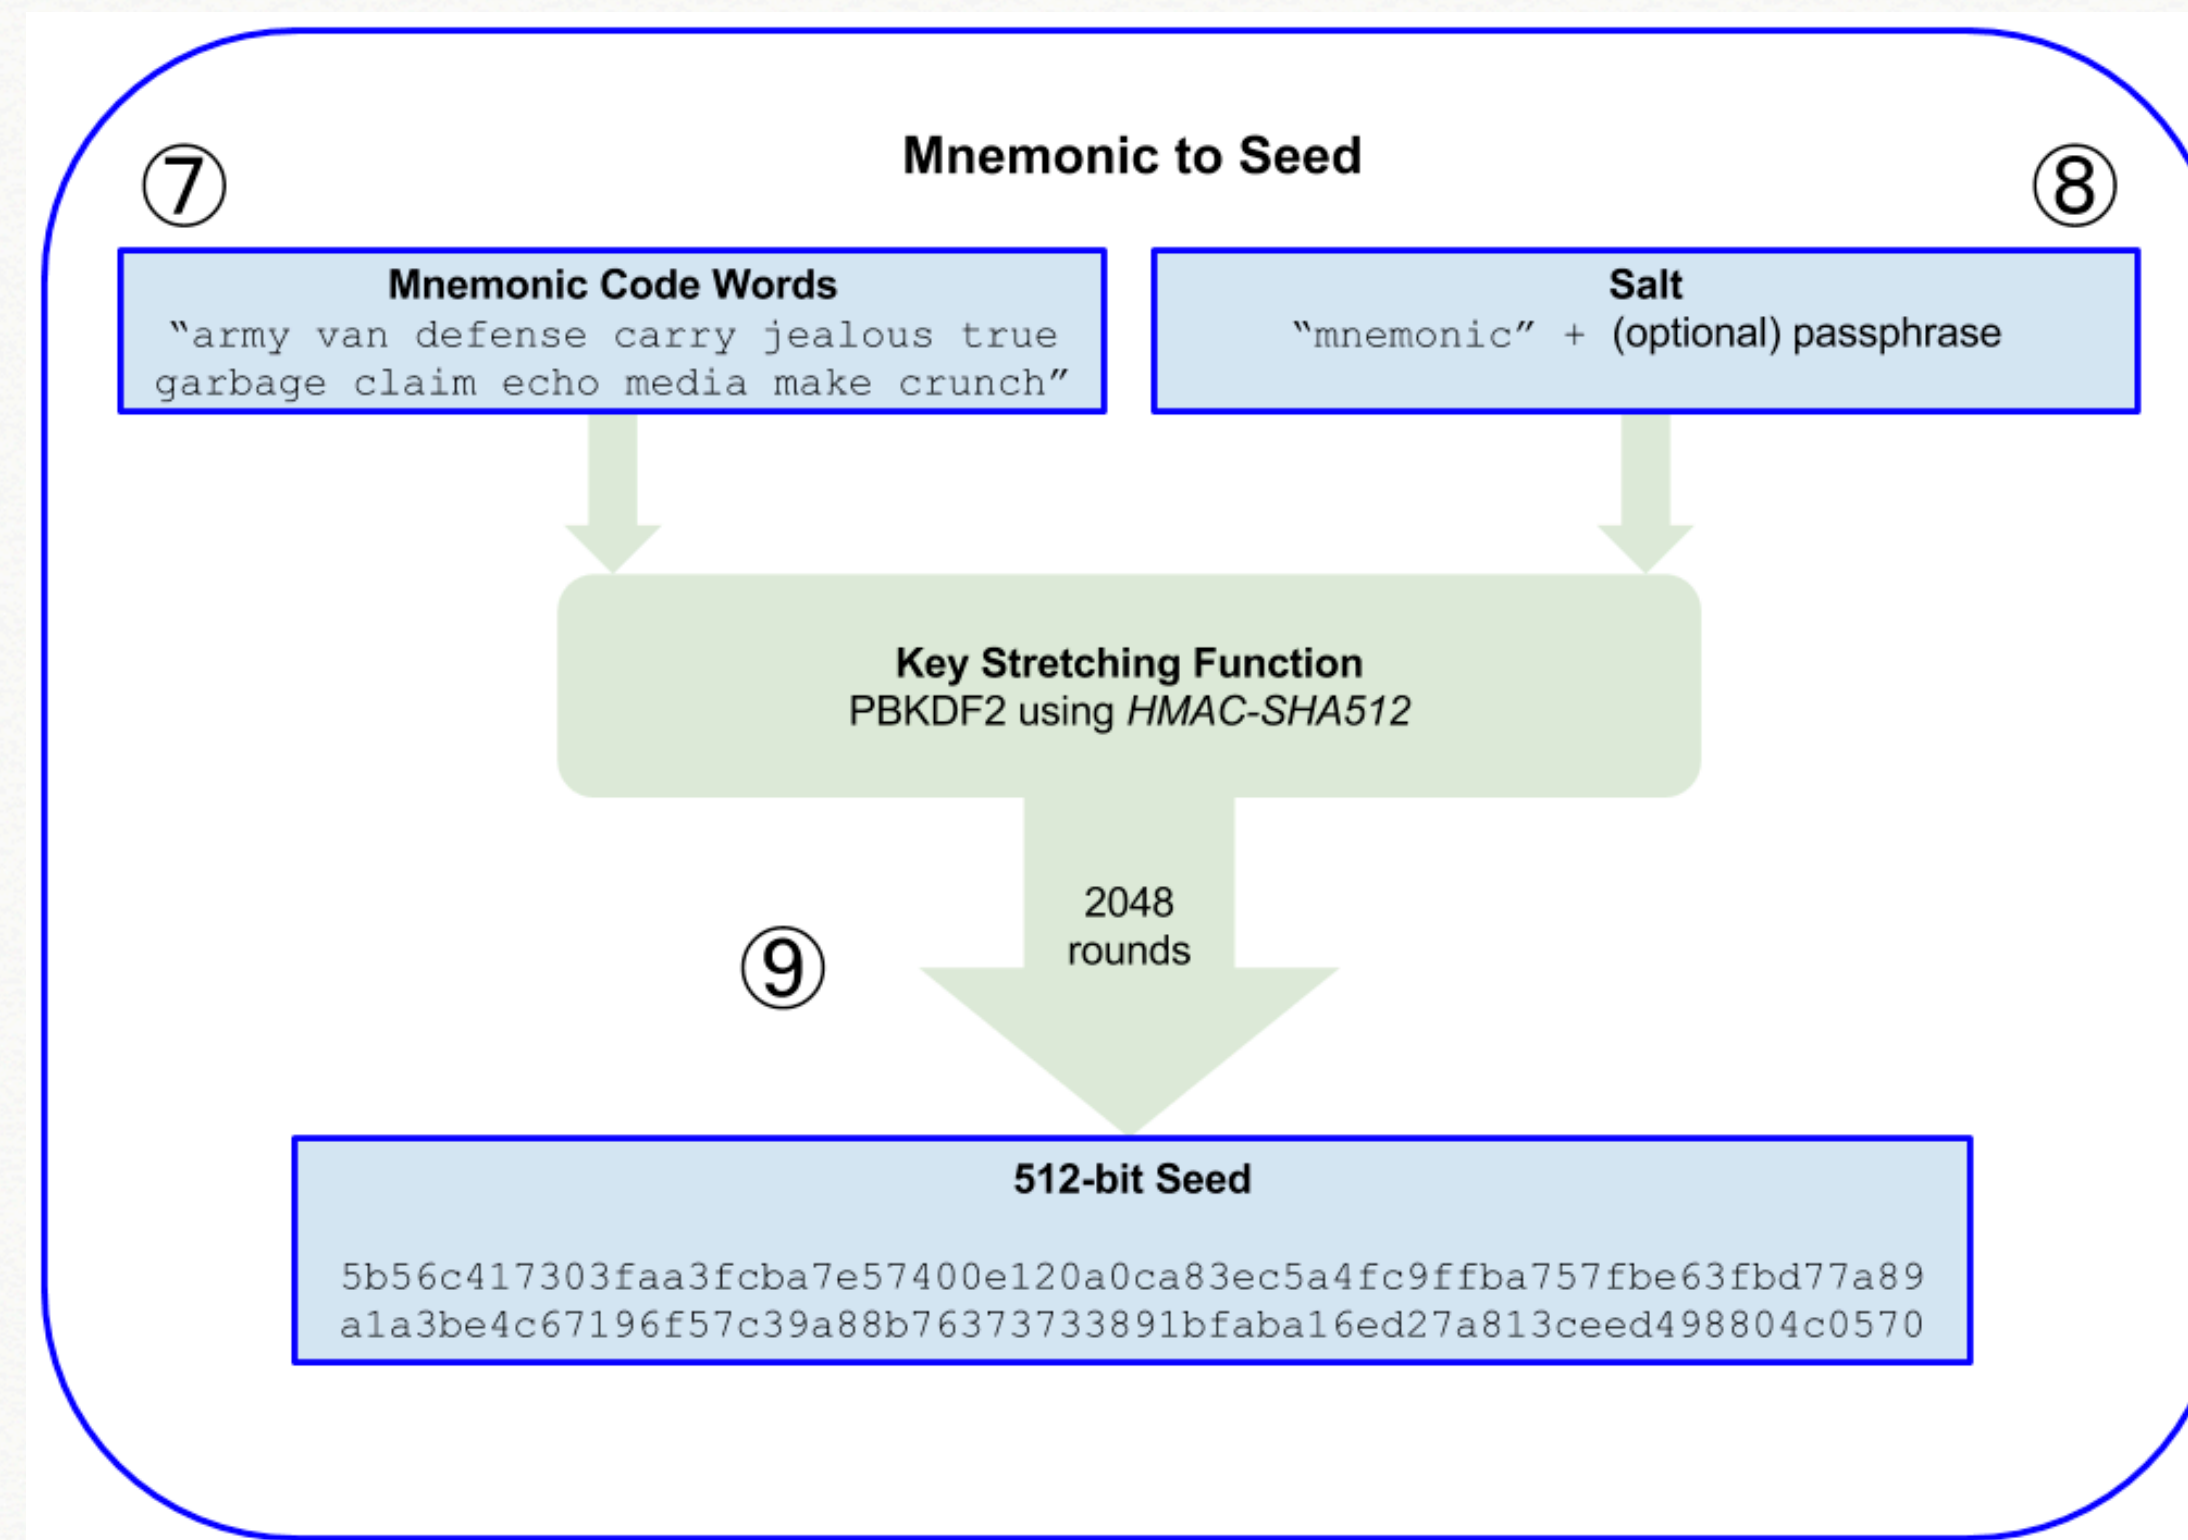 Mnemonic to Seed
⑦
⑧
Mnemonic Code Words
“army van defense carry jealous true
garbage claim echo media make crunch”
Salt
“mnemonic” + (optional) passphrase
Key Stretching Function
PBKDF2 using HMAC-SHA512
2048
rounds
⑨
512-bit Seed
5b56c417303faa3fcba7e57400e120a0ca83ec5a4fc9ffba757fbe63fbd77a89
a1a3be4c67196f57c39a88b76373733891bfaba16ed27a813ceed498804c0570